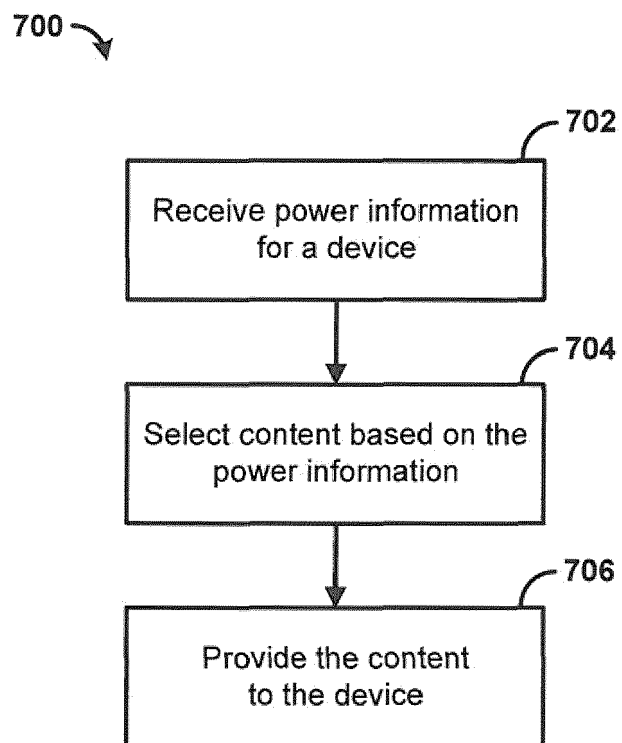 700
702
Receive power information
for a device
704
Select content based on the
power information
706
Provide the content
to the device